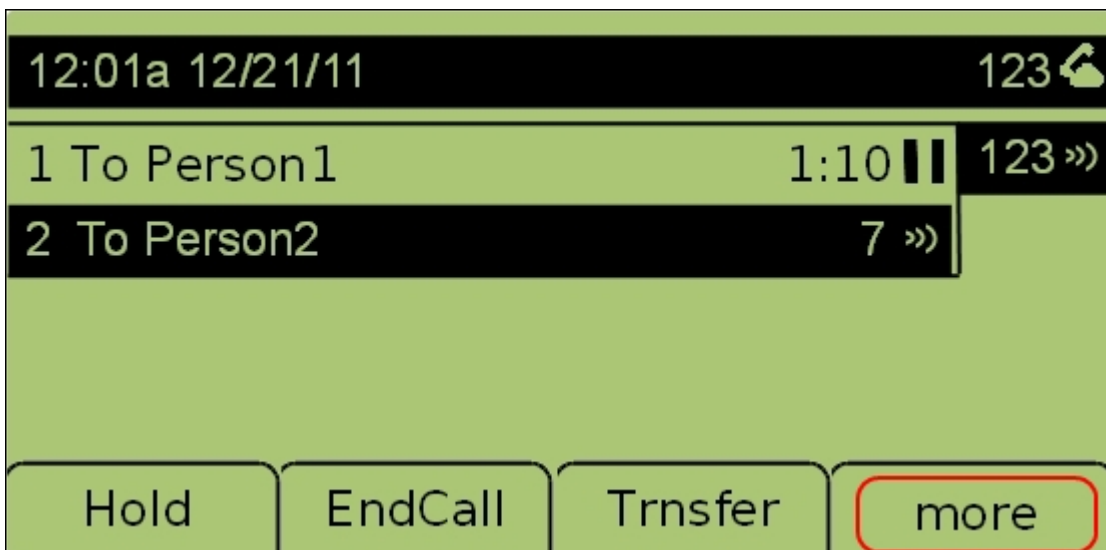 12:01a 12/21/11 123
1 To Person1 1:10 123
2 To Person2 7
Hold EndCall Trnsfer more